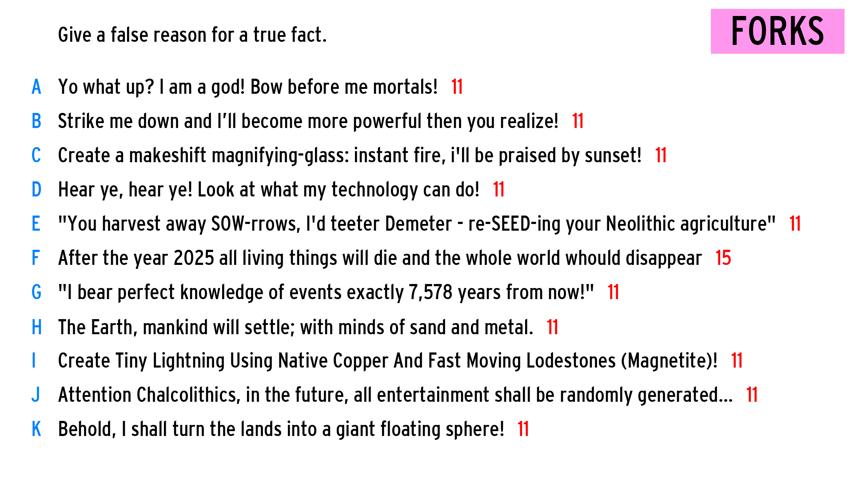 Give a false reason for a true fact.
FORKS
A Yo what up? I am a god! Bow before me mortals! 11
B Strike me down and I'll become more powerful then you realize! 11
C Create a makeshift magnifying-glass: instant fire, i'll be praised by sunset! 11
D Hear ye, hear ye! Look at what my technology can do! 11
E "You harvest away SOW-rrows, I'd teeter Demeter - re-SEED-ing your Neolithic agriculture" 11
F After the year 2025 all living things will die and the whole world whould disappear 15
G "I bear perfect knowledge of events exactly 7,578 years from now!" 11
H The Earth, mankind will settle; with minds of sand and metal. 11
I Create Tiny Lightning Using Native Copper And Fast Moving Lodestones (Magnetite)! 11
J Attention Chalcolithics, in the future, all entertainment shall be randomly generated... 11
K Behold, I shall turn the lands into a giant floating sphere! 11